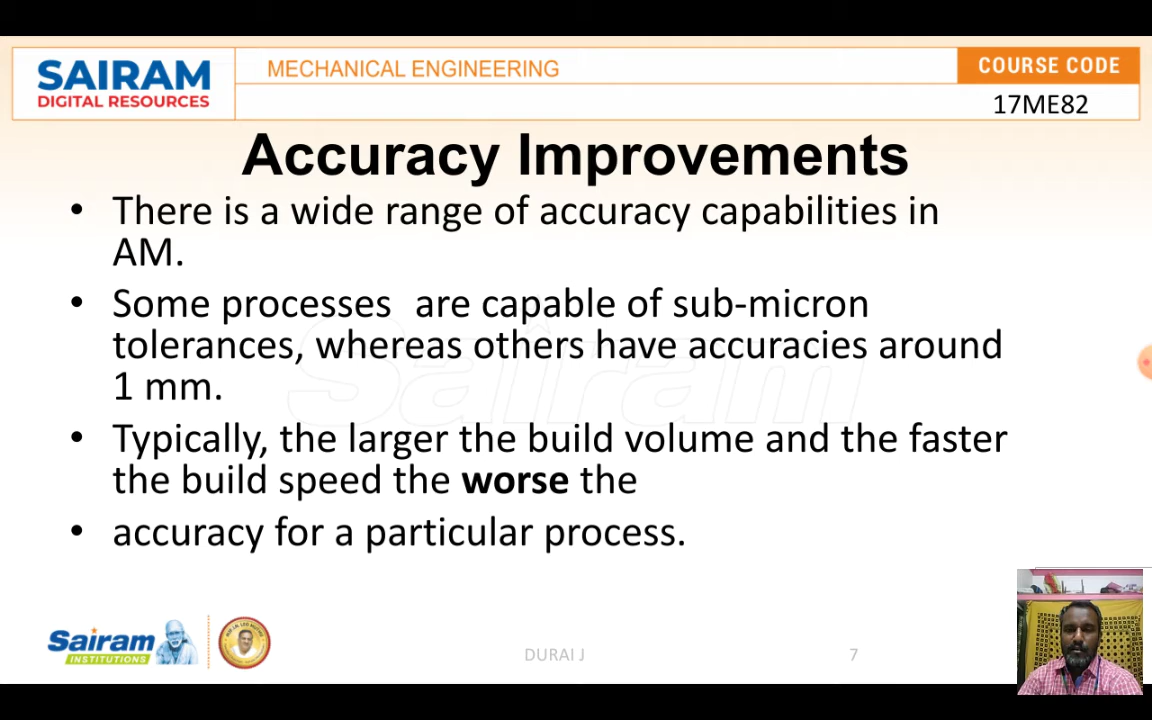 SAIRAM
DIGITAL RESOURCES
MECHANICAL ENGINEERING
COURSE CODE
17ME82
Accuracy Improvements
• There is a wide range of accuracy capabilities in
AM.
• Some processes are capable of sub-micron
tolerances, whereas others have accuracies around
1 mm.
• Typically, the larger the build volume and the faster
the build speed the worse the
• accuracy for a particular process.
Sairam
Sairam
INSTITUTIONS
DURAI J
7